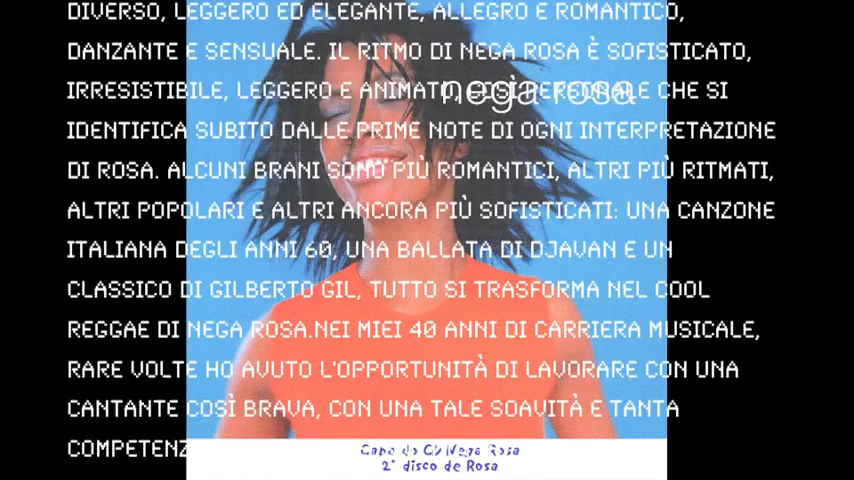 DIVERSO, LEGGERO ED ELEGANTE, ALLEGRO E ROMANTICO,
DANZANTE E SENSUALE. IL RITMO DI NEGA ROSA È SOFISTICATO,
nega rosa
IRRESISTIBILE, LEGGERO E ANIMATO, COSÌ PERSONALE CHE SI
IDENTIFICA SUBITO DALLE PRIME NOTE DI OGNI INTERPRETAZIONE
DI ROSA. ALCUNI BRANI SONO PIÙ ROMANTICI, ALTRI PIÙ RITMATI,
ALTRI POPOLARI E ALTRI ANCORA PIÙ SOFISTICATI: UNA CANZONE
ITALIANA DEGLI ANNI 60, UNA BALLATA DI DJAVAN E UN
CLASSICO DI GILBERTO GIL, TUTTO SI TRASFORMA NEL COOL
REGGAE DI NEGA ROSA.NEI MIEI 40 ANNI DI CARRIERA MUSICALE,
RARE VOLTE HO AVUTO L'OPPORTUNITÀ DI LAVORARE CON UNA
CANTANTE COSÌ BRAVA, CON UNA TALE SOAVITÀ E TANTA
COMPETENZ
Capa do CD Nega Rosa
2° disco de Rosa